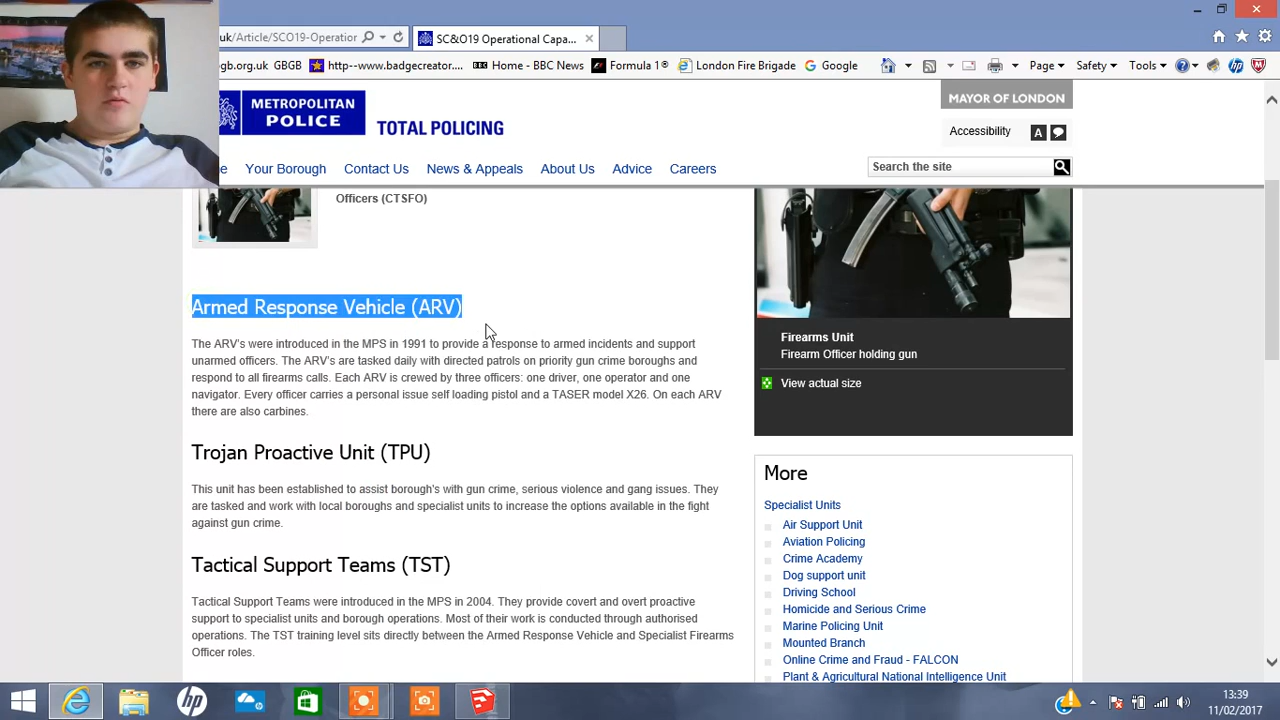 uk/Article/SCO19-Operation
SC&O19 Operational Capa...
gb.org.uk GBGB
http--www.badgecreator....
Home - BBC News
Formula 1®
London Fire Brigade
Google
Page
Safety
Tools
METROPOLITAN
POLICE
TOTAL POLICING
MAYOR OF LONDON
Accessibility
A
Your Borough
Contact Us
News & Appeals
About Us
Advice
Careers
Search the site
Officers (CTSFO)
Armed Response Vehicle (ARV)
The ARV's were introduced in the MPS in 1991 to provide a response to armed incidents and support
unarmed officers. The ARV's are tasked daily with directed patrols on priority gun crime boroughs and
respond to all firearms calls. Each ARV is crewed by three officers: one driver, one operator and one
navigator. Every officer carries a personal issue self loading pistol and a TASER model X26. On each ARV
there are also carbines.
Trojan Proactive Unit (TPU)
This unit has been established to assist borough's with gun crime, serious violence and gang issues. They
are tasked and work with local boroughs and specialist units to increase the options available in the fight
against gun crime.
Tactical Support Teams (TST)
Tactical Support Teams were introduced in the MPS in 2004. They provide covert and overt proactive
support to specialist units and borough operations. Most of their work is conducted through authorised
operations. The TST training level sits directly between the Armed Response Vehicle and Specialist Firearms
Officer roles.
Firearms Unit
Firearm Officer holding gun
View actual size
More
Specialist Units
Air Support Unit
Aviation Policing
Crime Academy
Dog support unit
Driving School
Homicide and Serious Crime
Marine Policing Unit
Mounted Branch
Online Crime and Fraud - FALCON
Plant & Agricultural National Intelligence Unit
hp
13:39
11/02/2017